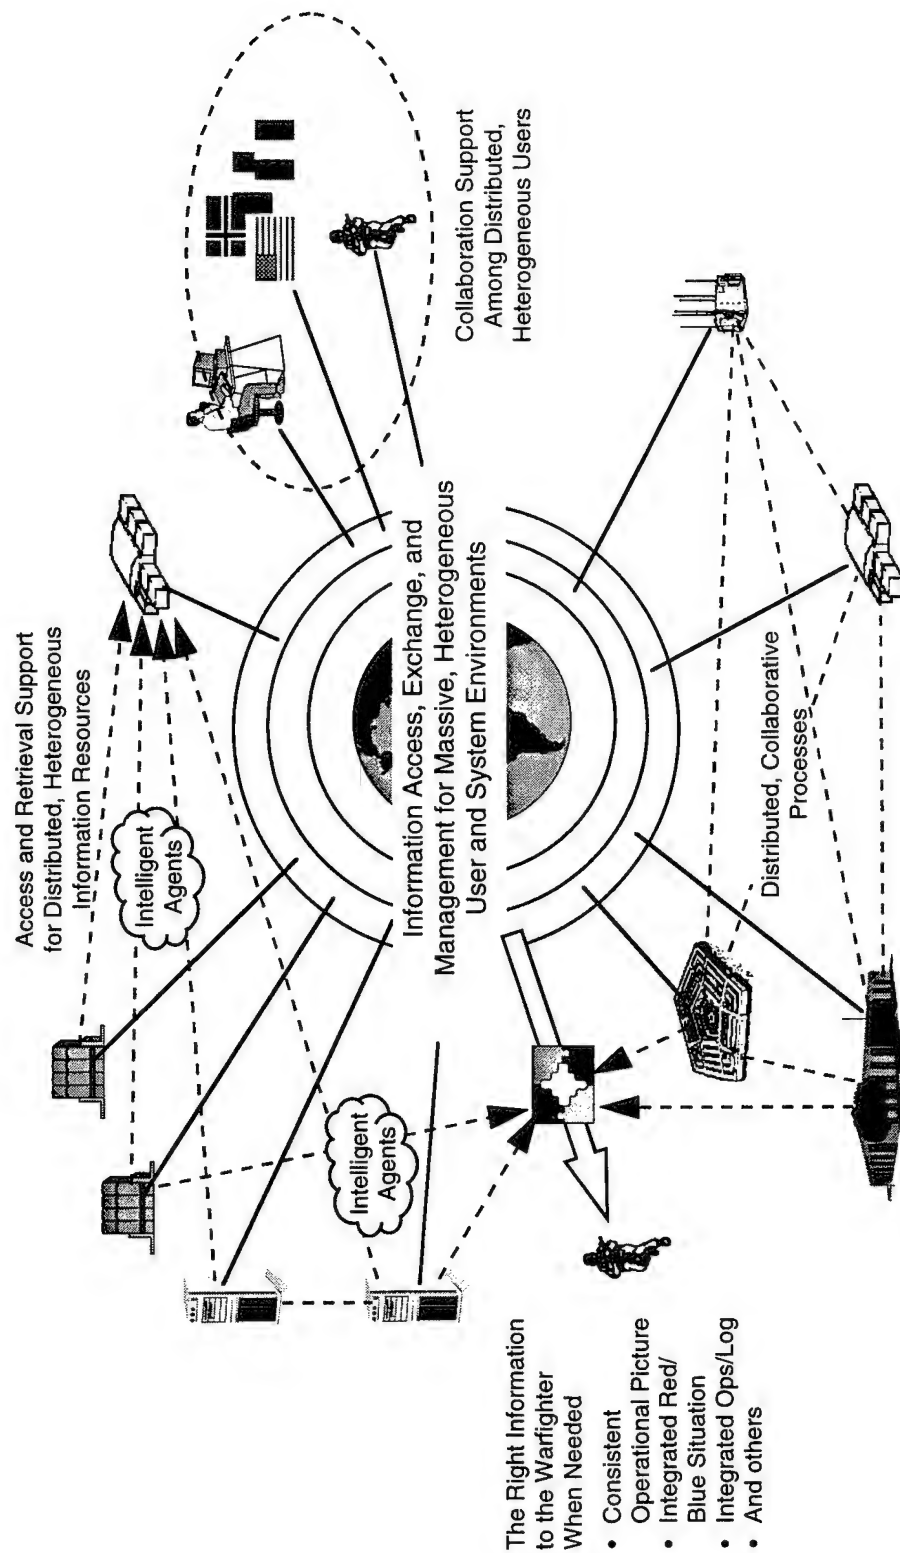 Access and Retrieval Support
for Distributed, Heterogeneous
Information Resources
Intelligent
Agents
Intelligent
Agents
Information Access, Exchange, and
Management for Massive, Heterogeneous
User and System Environments
Collaboration Support
Among Distributed,
Heterogeneous Users
The Right Information
to the Warfighter
When Needed
• Consistent
Operational Picture
• Integrated Red/
Blue Situation
• Integrated Ops/Log
• And others
Distributed, Collaborative
Processes